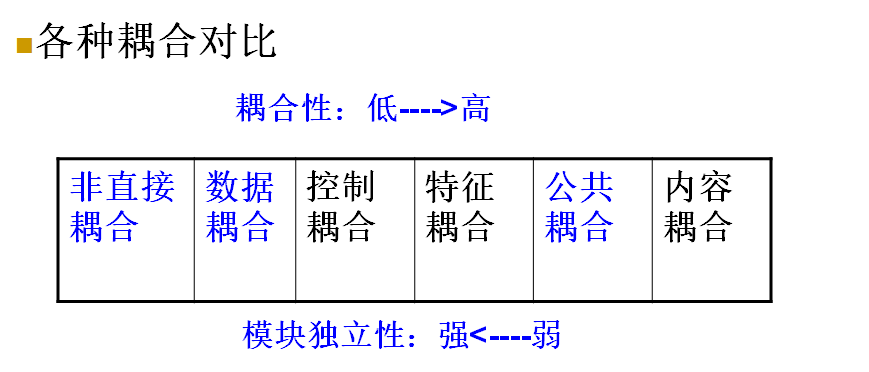 各种耦合对比
耦合性：低---->高
非直接
耦合
数据
耦合
控制
耦合
特征
耦合
公共
耦合
内容
耦合
模块独立性：强<----弱